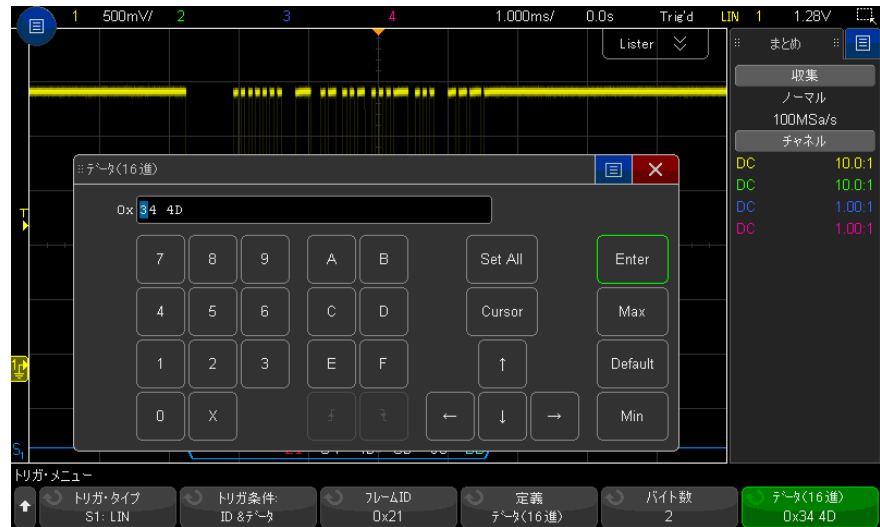 1 500mV/ 2 3 4 1.000ms/ 0.0s Trig'd LIN 1 1.28V
Lister
まとめ
収集
ノーマル
100MSa/s
チャネル
DC 10.0:1
DC 10.0:1
DC 1.00:1
DC 1.00:1
T
データ(16進)
0x 34 4D
7 8 9 A B Set All Enter
4 5 6 C D Cursor Max
1 2 3 E F ↑ Default
0 X ← ↓ → Min
1
S1
トリガ・メニュー
トリガ・タイプ
S1: LIN
トリガ条件:
ID &データ
フレームID
0x21
定義
データ(16進)
バイト数
2
データ(16進)
0x34 4D